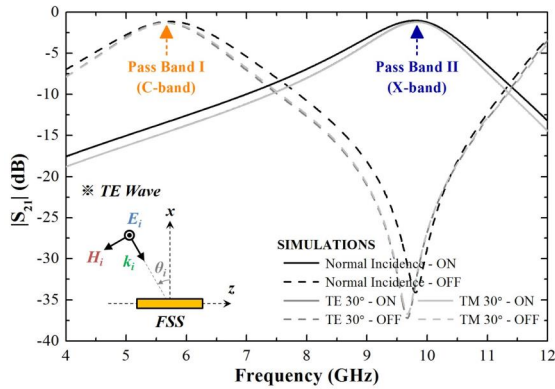 0
-5
-10
-15
-20
-25
-30
-35
-40
|S21| (dB)
Pass Band I
(C-band)
Pass Band II
(X-band)
※ TE Wave
x
Ei
Hi
ki
θi
z
FSS
SIMULATIONS
Normal Incidence - ON
Normal Incidence - OFF
TE 30° - ON TM 30° - ON
TE 30° - OFF TM 30° - OFF
4 5 6 7 8 9 10 11 12
Frequency (GHz)